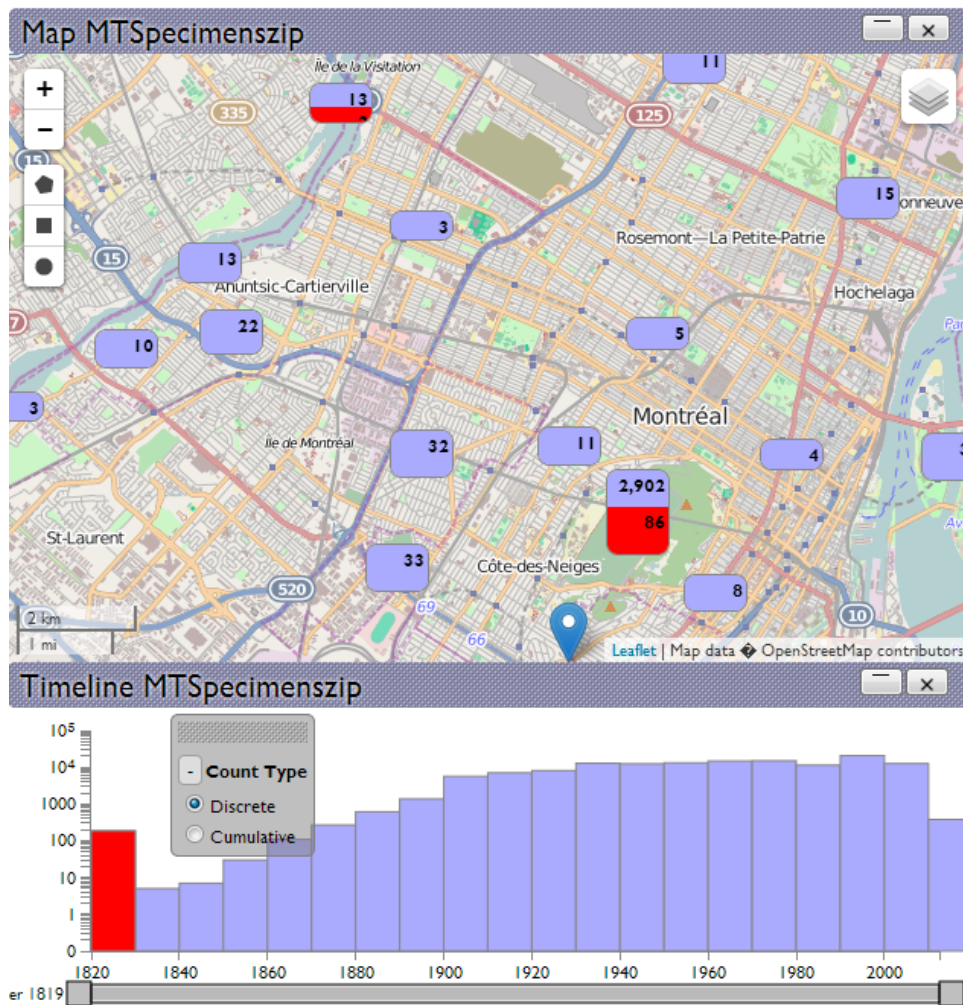 Map MTSpecimenszip
Île de la Visitation
11
13
335
125
15
15
onneuve
3
Rosemont—La Petite-Patrie
15
13
Ahuntsic-Cartierville
Hochelaga
22
5
10
3
Montréal
Île de Montréal
32
11
4
2,902
86
St-Laurent
33
Côte-des-Neiges
520
8
69
10
2 km
66
1 mi
Leaflet | Map data � OpenStreetMap contributors
Timeline MTSpecimenszip
10⁵
- Count Type
10⁴
Discrete
1000
Cumulative
100
10
1
0
1820 1840 1860 1880 1900 1920 1940 1960 1980 2000
er 1819